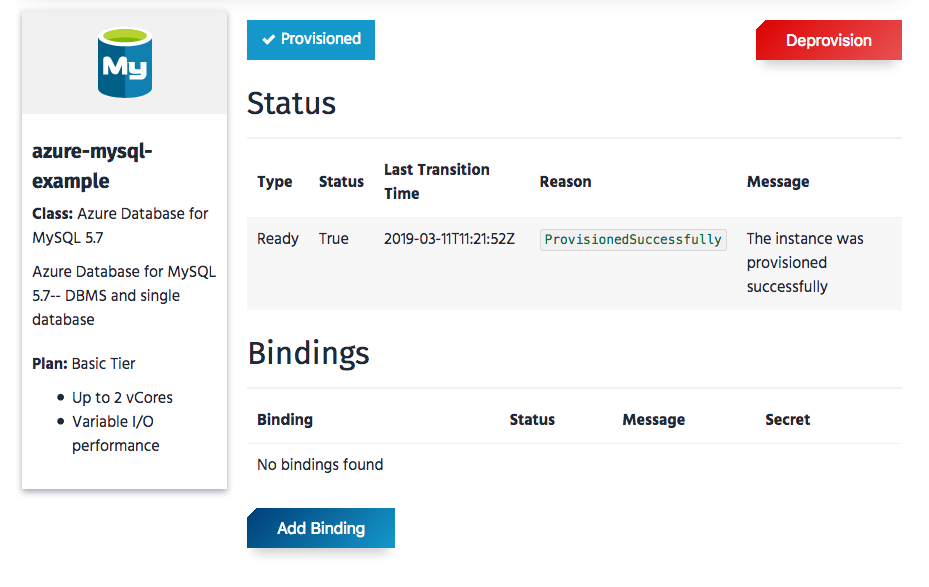 My
azure-mysql-
example
Class: Azure Database for
MySQL 5.7
Azure Database for MySQL
5.7-- DBMS and single
database
Plan: Basic Tier
Up to 2 vCores
Variable I/O
performance
Provisioned
Deprovision
Status
Type Status Last Transition Time Reason Message
Ready True 2019-03-11T11:21:52Z ProvisionedSuccessfully The instance was
provisioned
successfully
Bindings
Binding Status Message Secret
No bindings found
Add Binding